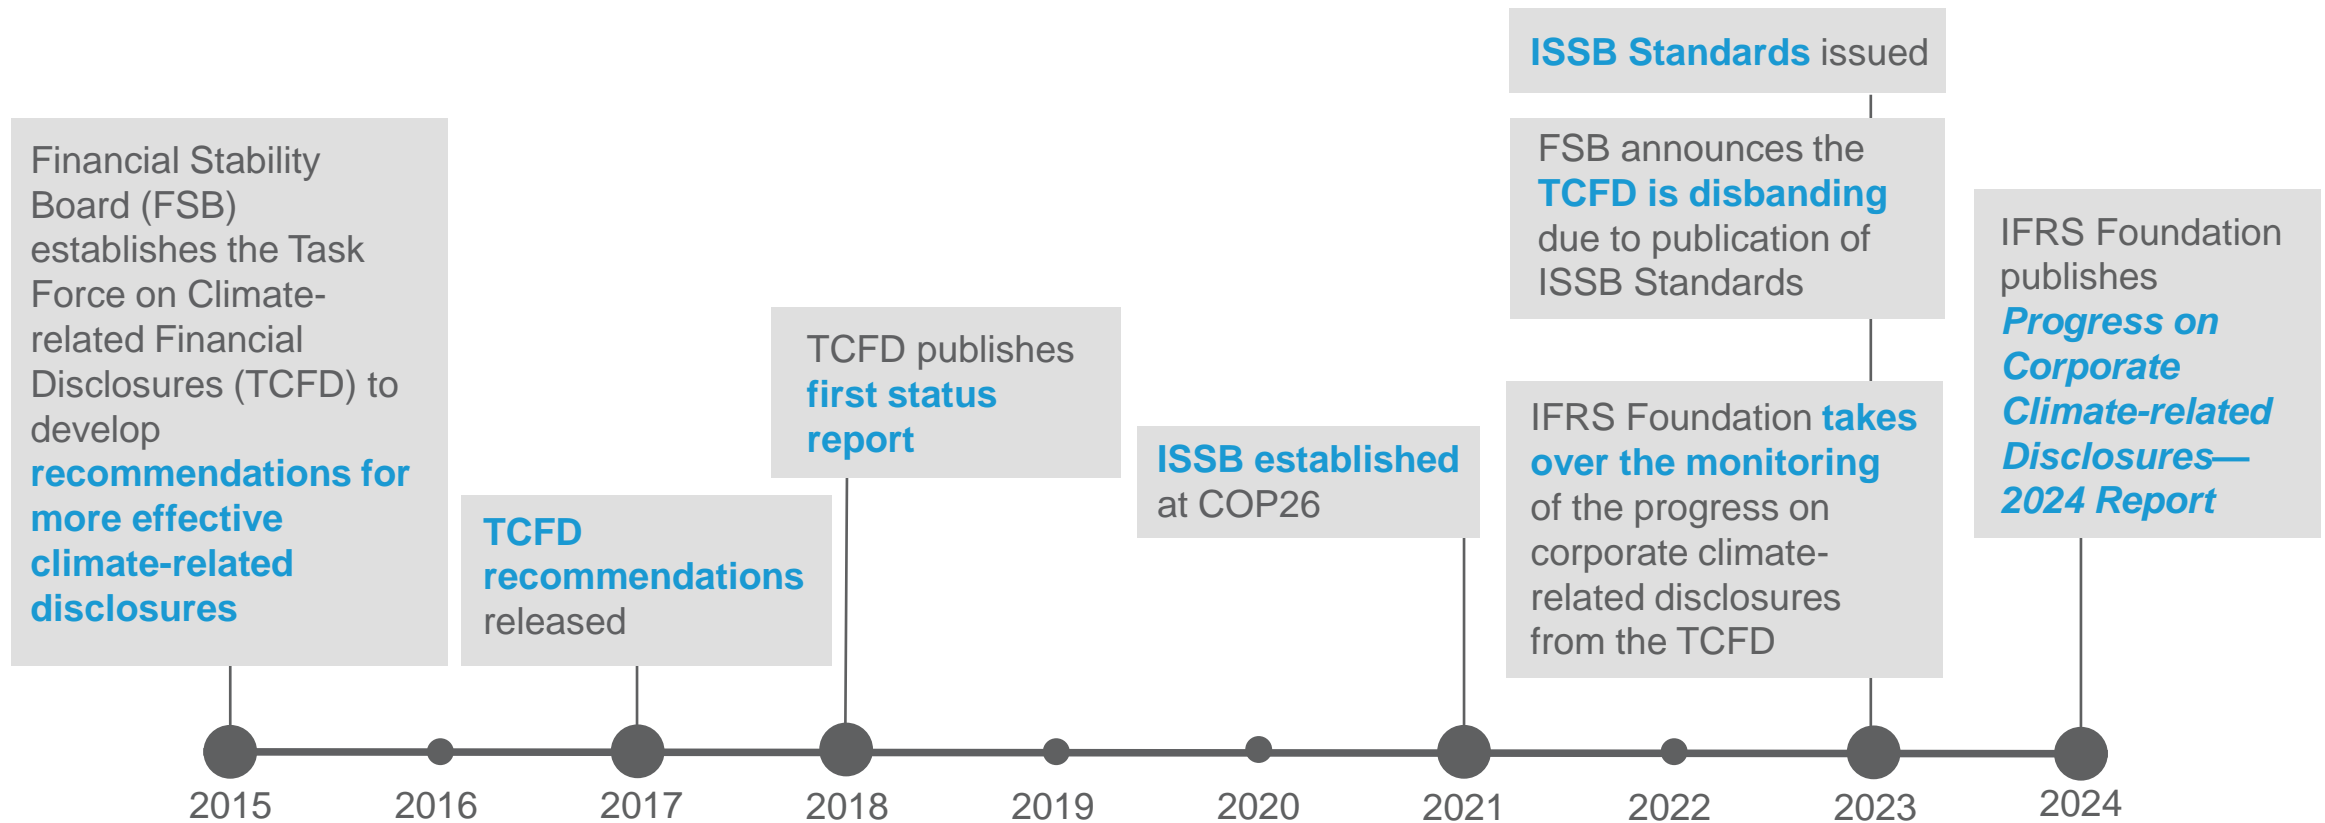 Financial Stability
Board (FSB)
establishes the Task
Force on Climate-
related Financial
Disclosures (TCFD) to
develop
recommendations for
more effective
climate-related
disclosures
TCFD
recommendations
released
TCFD publishes
first status
report
ISSB established
at COP26
ISSB Standards issued
FSB announces the
TCFD is disbanding
due to publication of
ISSB Standards
IFRS Foundation takes
over the monitoring
of the progress on
corporate climate-
related disclosures
from the TCFD
IFRS Foundation
publishes
Progress on
Corporate
Climate-related
Disclosures—
2024 Report
2015 2016 2017 2018 2019 2020 2021 2022 2023 2024